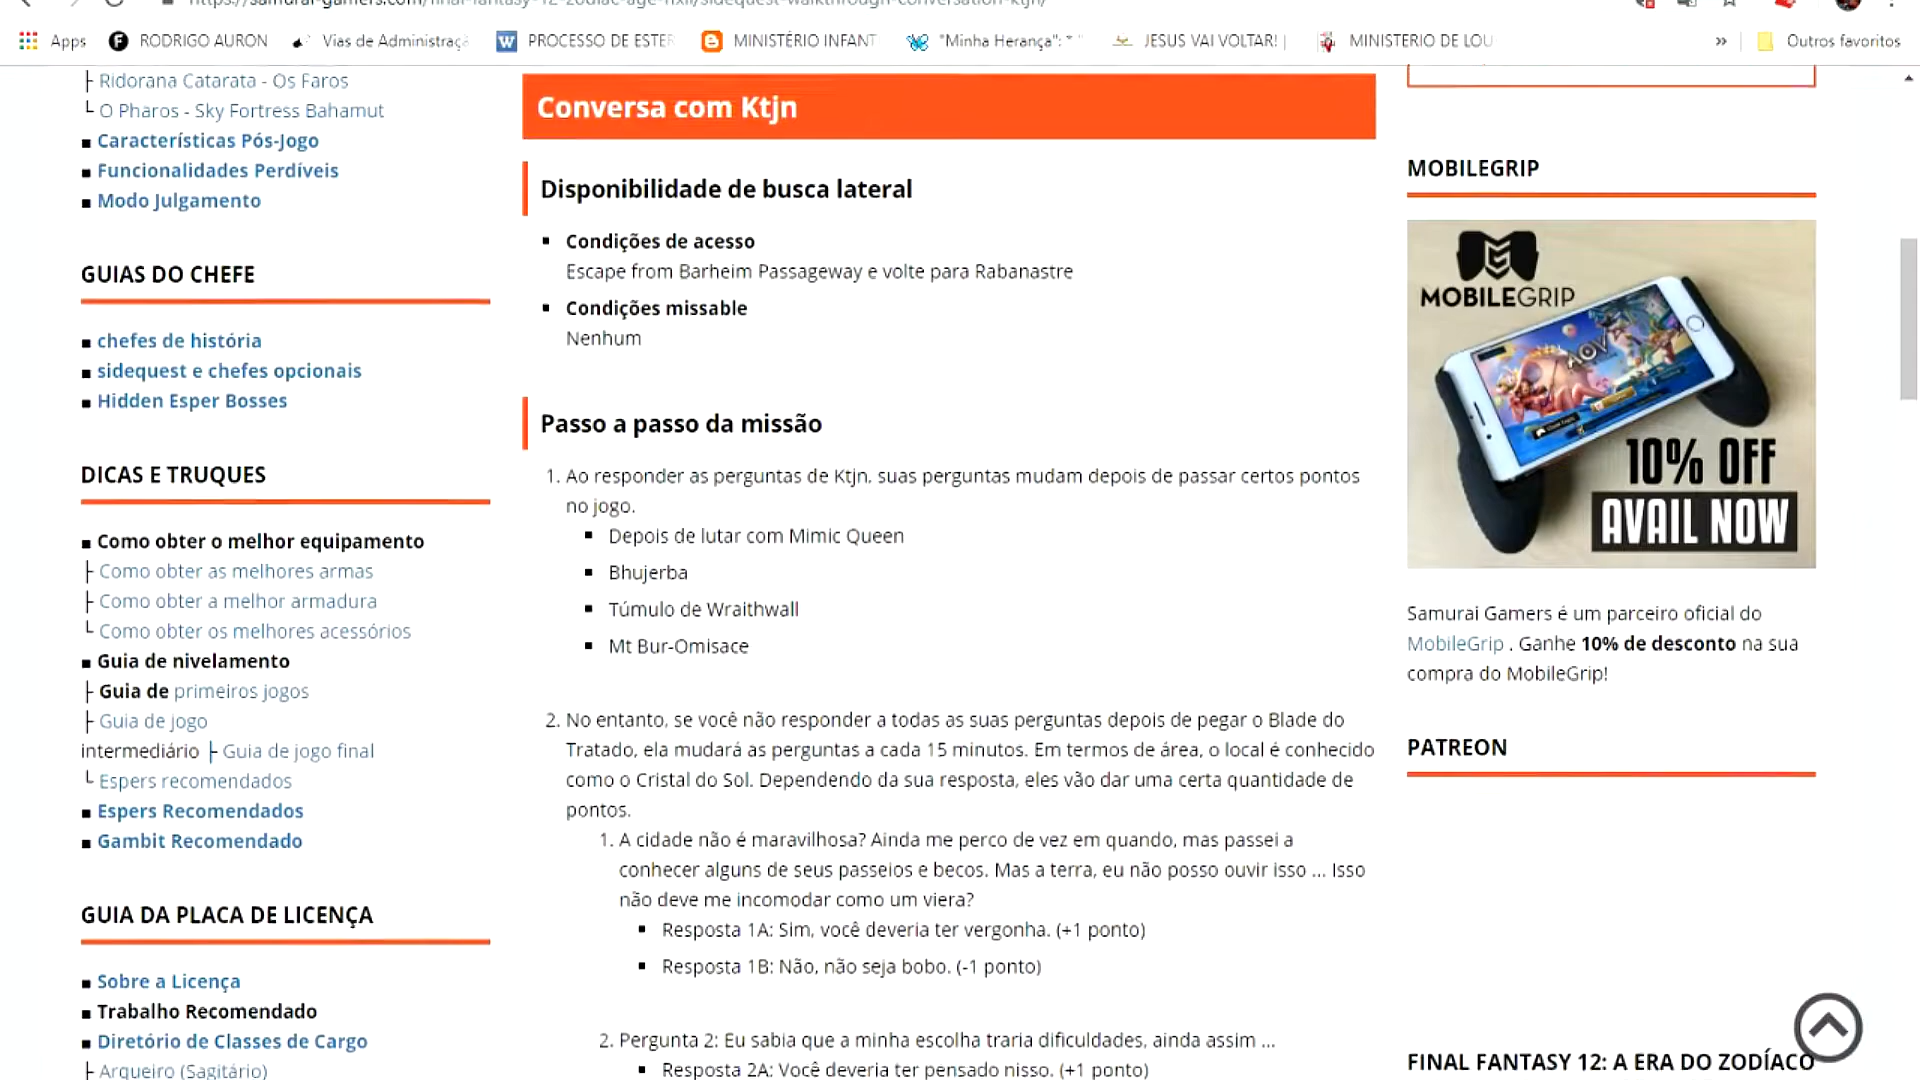 https://samurai-gamers.com/final-fantasy-12-zodiac-age-ffxii/sidequest-walkthrough-conversation-ktjn/
Apps
RODRIGO AURON
Vias de Administraç
PROCESSO DE ESTER
MINISTÉRIO INFANT
"Minha Herança": "
JESUS VAI VOLTAR! |
MINISTERIO DE LOU
»
Outros favoritos
├ Ridorana Catarata - Os Faros
└ O Pharos - Sky Fortress Bahamut
■ Características Pós-Jogo
■ Funcionalidades Perdíveis
■ Modo Julgamento
GUIAS DO CHEFE
■ chefes de história
■ sidequest e chefes opcionais
■ Hidden Esper Bosses
DICAS E TRUQUES
■ Como obter o melhor equipamento
├ Como obter as melhores armas
├ Como obter a melhor armadura
└ Como obter os melhores acessórios
■ Guia de nivelamento
├ Guia de primeiros jogos
├ Guia de jogo
intermediário ├ Guia de jogo final
└ Espers recomendados
■ Espers Recomendados
■ Gambit Recomendado
GUIA DA PLACA DE LICENÇA
■ Sobre a Licença
■ Trabalho Recomendado
■ Diretório de Classes de Cargo
├ Arqueiro (Sagitário)
Conversa com Ktjn
Disponibilidade de busca lateral
▪ Condições de acesso
Escape from Barheim Passageway e volte para Rabanastre
▪ Condições missable
Nenhum
Passo a passo da missão
1. Ao responder as perguntas de Ktjn, suas perguntas mudam depois de passar certos pontos
no jogo.
▪ Depois de lutar com Mimic Queen
▪ Bhujerba
▪ Túmulo de Wraithwall
▪ Mt Bur-Omisace
2. No entanto, se você não responder a todas as suas perguntas depois de pegar o Blade do
Tratado, ela mudará as perguntas a cada 15 minutos. Em termos de área, o local é conhecido
como o Cristal do Sol. Dependendo da sua resposta, eles vão dar uma certa quantidade de
pontos.
1. A cidade não é maravilhosa? Ainda me perco de vez em quando, mas passei a
conhecer alguns de seus passeios e becos. Mas a terra, eu não posso ouvir isso ... Isso
não deve me incomodar como um viera?
▪ Resposta 1A: Sim, você deveria ter vergonha. (+1 ponto)
▪ Resposta 1B: Não, não seja bobo. (-1 ponto)
2. Pergunta 2: Eu sabia que a minha escolha traria dificuldades, ainda assim ...
▪ Resposta 2A: Você deveria ter pensado nisso. (+1 ponto)
MOBILEGRIP
MOBILEGRIP
AOV
10% OFF
AVAIL NOW
Samurai Gamers é um parceiro oficial do
MobileGrip . Ganhe 10% de desconto na sua
compra do MobileGrip!
PATREON
FINAL FANTASY 12: A ERA DO ZODÍACO